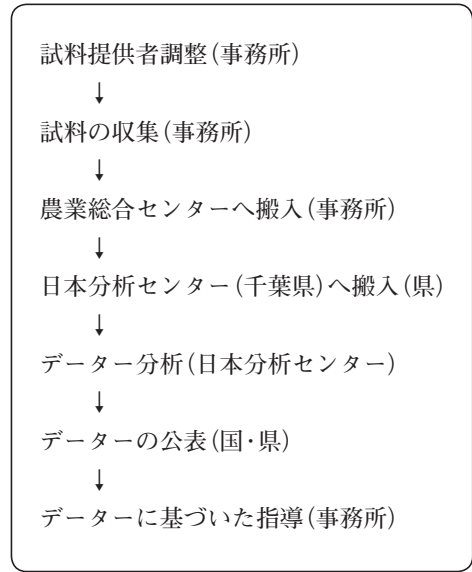 試料提供者調整(事務所)
↓
試料の収集(事務所)
↓
農業総合センターへ搬入(事務所)
↓
日本分析センター(千葉県)へ搬入(県)
↓
データー分析(日本分析センター)
↓
データーの公表(国・県)
↓
データーに基づいた指導(事務所)